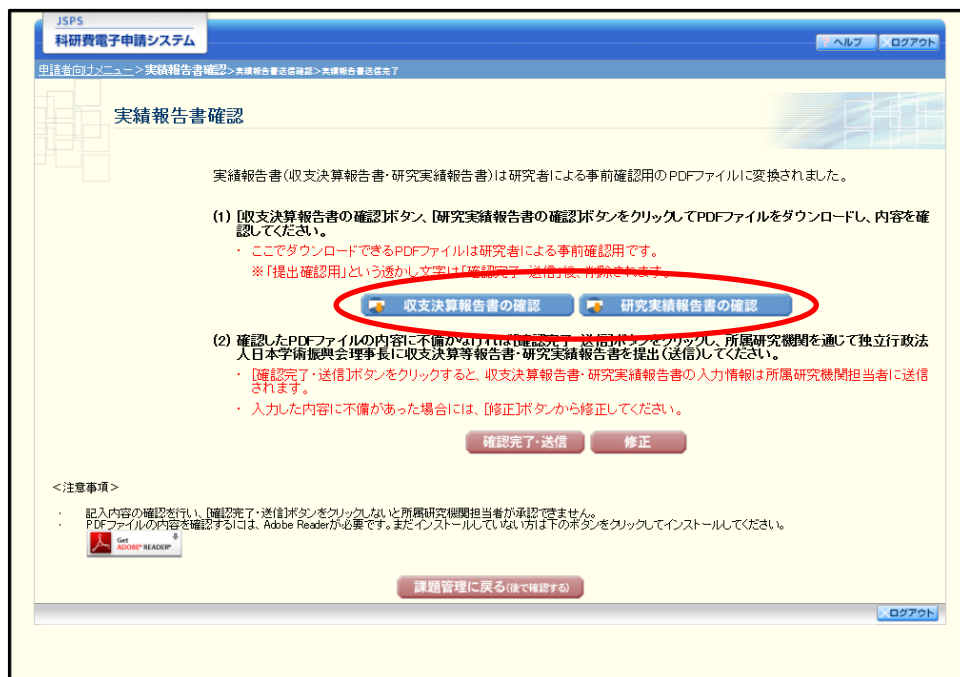 JSPS
科研費電子申請システム
ヘルプ ログアウト
申請者向けメニュー>実績報告書確認>実績報告書送信確認>実績報告書送信完了
実績報告書確認
実績報告書(収支決算報告書・研究実績報告書)は研究者による事前確認用のPDFファイルに変換されました。
(1) [収支決算報告書の確認]ボタン、[研究実績報告書の確認]ボタンをクリックしてPDFファイルをダウンロードし、内容を確
認してください。
・ ここでダウンロードできるPDFファイルは研究者による事前確認用です。
※「提出確認用」という透かし文字は「確認完了・送信」後、削除されます。
収支決算報告書の確認 研究実績報告書の確認
(2) 確認したPDFファイルの内容に不備がなければ[確認完了・送信]ボタンをクリックし、所属研究機関を通じて独立行政法
人日本学術振興会理事長に収支決算等報告書・研究実績報告書を提出(送信)してください。
・ [確認完了・送信]ボタンをクリックすると、収支決算報告書・研究実績報告書の入力情報は所属研究機関担当者に送信
されます。
・ 入力した内容に不備があった場合には、[修正]ボタンから修正してください。
確認完了・送信 修正
<注意事項>
・ 記入内容の確認を行い、[確認完了・送信]ボタンをクリックしないと所属研究機関担当者が承認できません。
・ PDFファイルの内容を確認するには、Adobe Readerが必要です。まだインストールしていない方は下のボタンをクリックしてインストールしてください。
Get
ADOBE® READER®
課題管理に戻る(後で確認する)
ログアウト